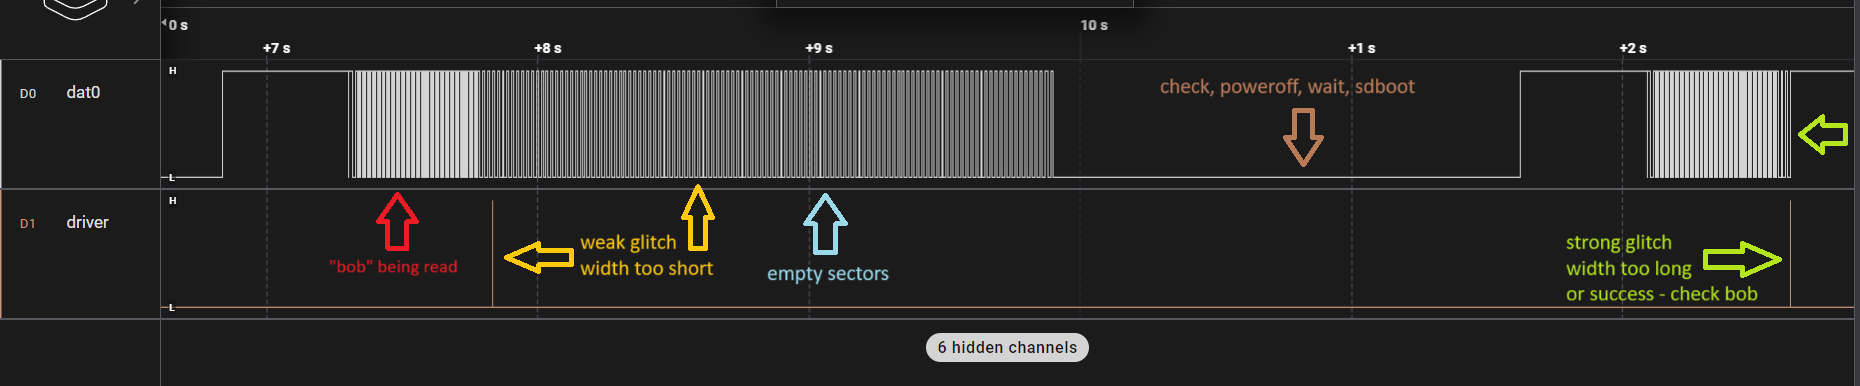 0 s
10 s
+7 s
+8 s
+9 s
+1 s
+2 s
D0
dat0
H
L
check, poweroff, wait, sdboot
D1
driver
H
L
"bob" being read
weak glitch
width too short
empty sectors
strong glitch
width too long
or success - check bob
6 hidden channels